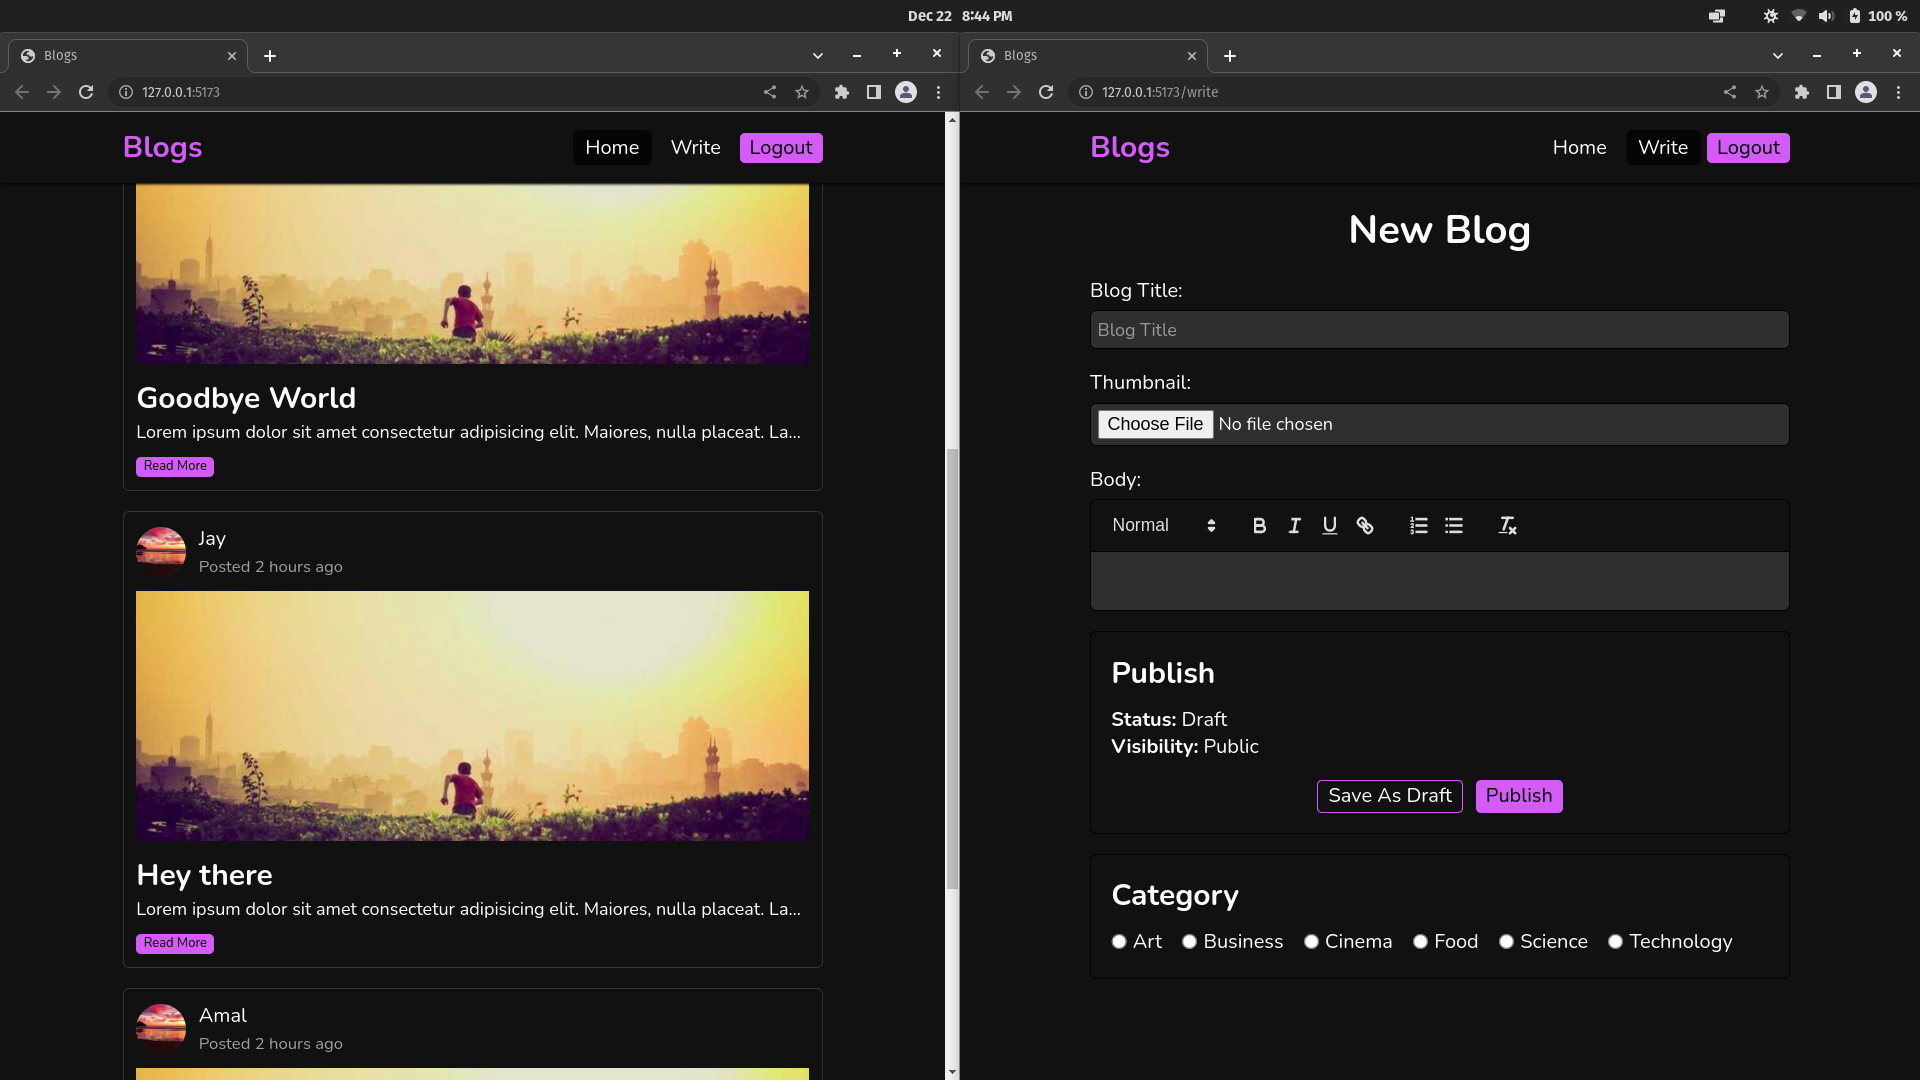 Dec 22 8:44 PM
100 %
Blogs
127.0.0.1:5173
Blogs
Home
Write
Logout
Goodbye World
Lorem ipsum dolor sit amet consectetur adipisicing elit. Maiores, nulla placeat. La...
Read More
Jay
Posted 2 hours ago
Hey there
Lorem ipsum dolor sit amet consectetur adipisicing elit. Maiores, nulla placeat. La...
Read More
Amal
Posted 2 hours ago
Blogs
127.0.0.1:5173/write
Blogs
Home
Write
Logout
New Blog
Blog Title:
Blog Title
Thumbnail:
Choose File No file chosen
Body:
Normal
Publish
Status: Draft
Visibility: Public
Save As Draft
Publish
Category
Art Business Cinema Food Science Technology